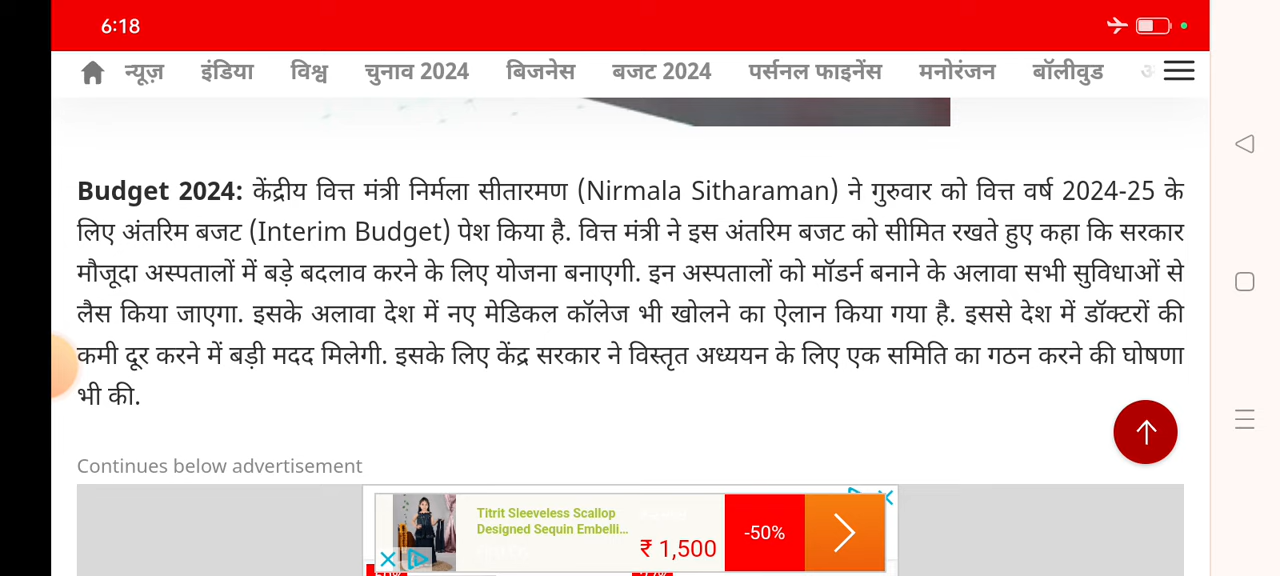 6:18
न्यूज़ इंडिया विश्व चुनाव 2024 बिजनेस बजट 2024 पर्सनल फाइनेंस मनोरंजन बॉलीवुड
Budget 2024: केंद्रीय वित्त मंत्री निर्मला सीतारमण (Nirmala Sitharaman) ने गुरुवार को वित्त वर्ष 2024-25 के
लिए अंतरिम बजट (Interim Budget) पेश किया है. वित्त मंत्री ने इस अंतरिम बजट को सीमित रखते हुए कहा कि सरकार
मौजूदा अस्पतालों में बड़े बदलाव करने के लिए योजना बनाएगी. इन अस्पतालों को मॉडर्न बनाने के अलावा सभी सुविधाओं से
लैस किया जाएगा. इसके अलावा देश में नए मेडिकल कॉलेज भी खोलने का ऐलान किया गया है. इससे देश में डॉक्टरों की
कमी दूर करने में बड़ी मदद मिलेगी. इसके लिए केंद्र सरकार ने विस्तृत अध्ययन के लिए एक समिति का गठन करने की घोषणा
भी की.
Continues below advertisement
Titrit Sleeveless Scallop
Designed Sequin Embelli...
₹ 1,500
-50%